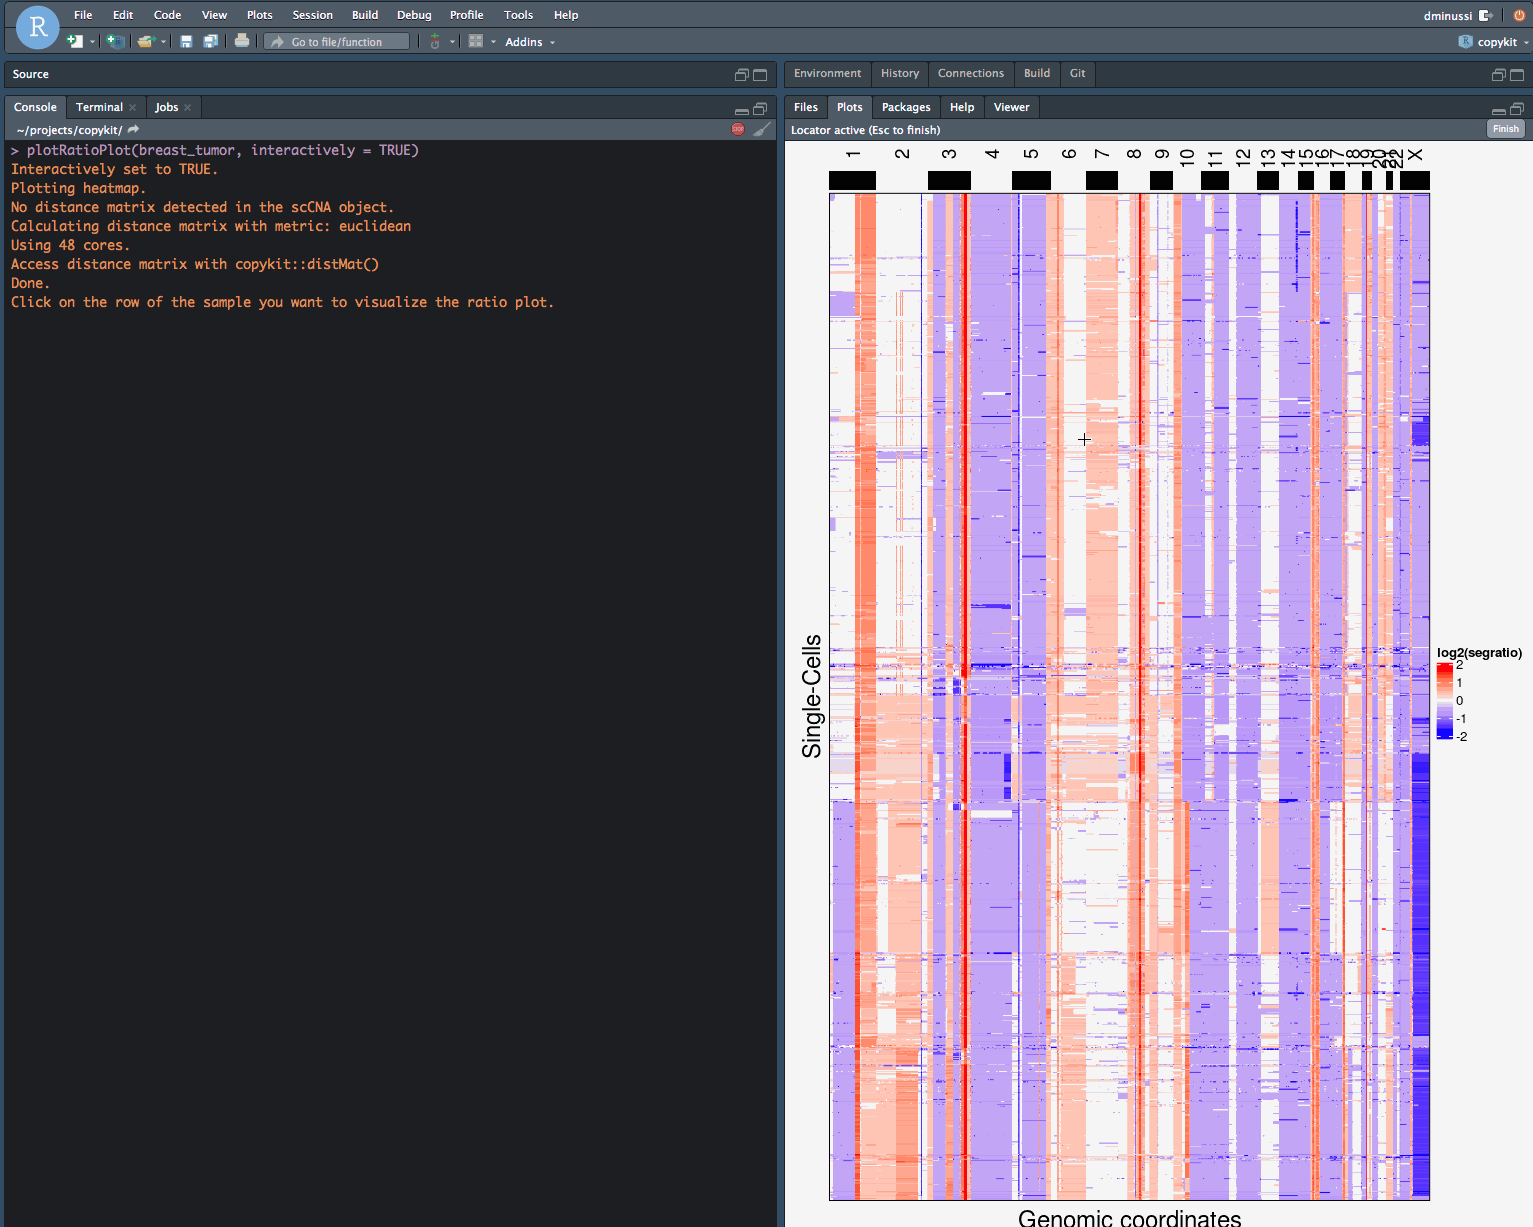 R
File Edit Code View Plots Session Build Debug Profile Tools Help
dminussi
Go to file/function
Addins
R copykit
Source
Environment History Connections Build Git
Console Terminal Jobs
Files Plots Packages Help Viewer
~/projects/copykit/
STOP
Locator active (Esc to finish)
Finish
> plotRatioPlot(breast_tumor, interactively = TRUE)
Interactively set to TRUE.
Plotting heatmap.
No distance matrix detected in the scCNA object.
Calculating distance matrix with metric: euclidean
Using 48 cores.
Access distance matrix with copykit::distMat()
Done.
Click on the row of the sample you want to visualize the ratio plot.
1 2 3 4 5 6 7 8 9 10 11 12 13 14 15 16 17 18 19 20 21 22 X
Single-Cells
log2(segratio)
2
1
0
-1
-2
Genomic coordinates